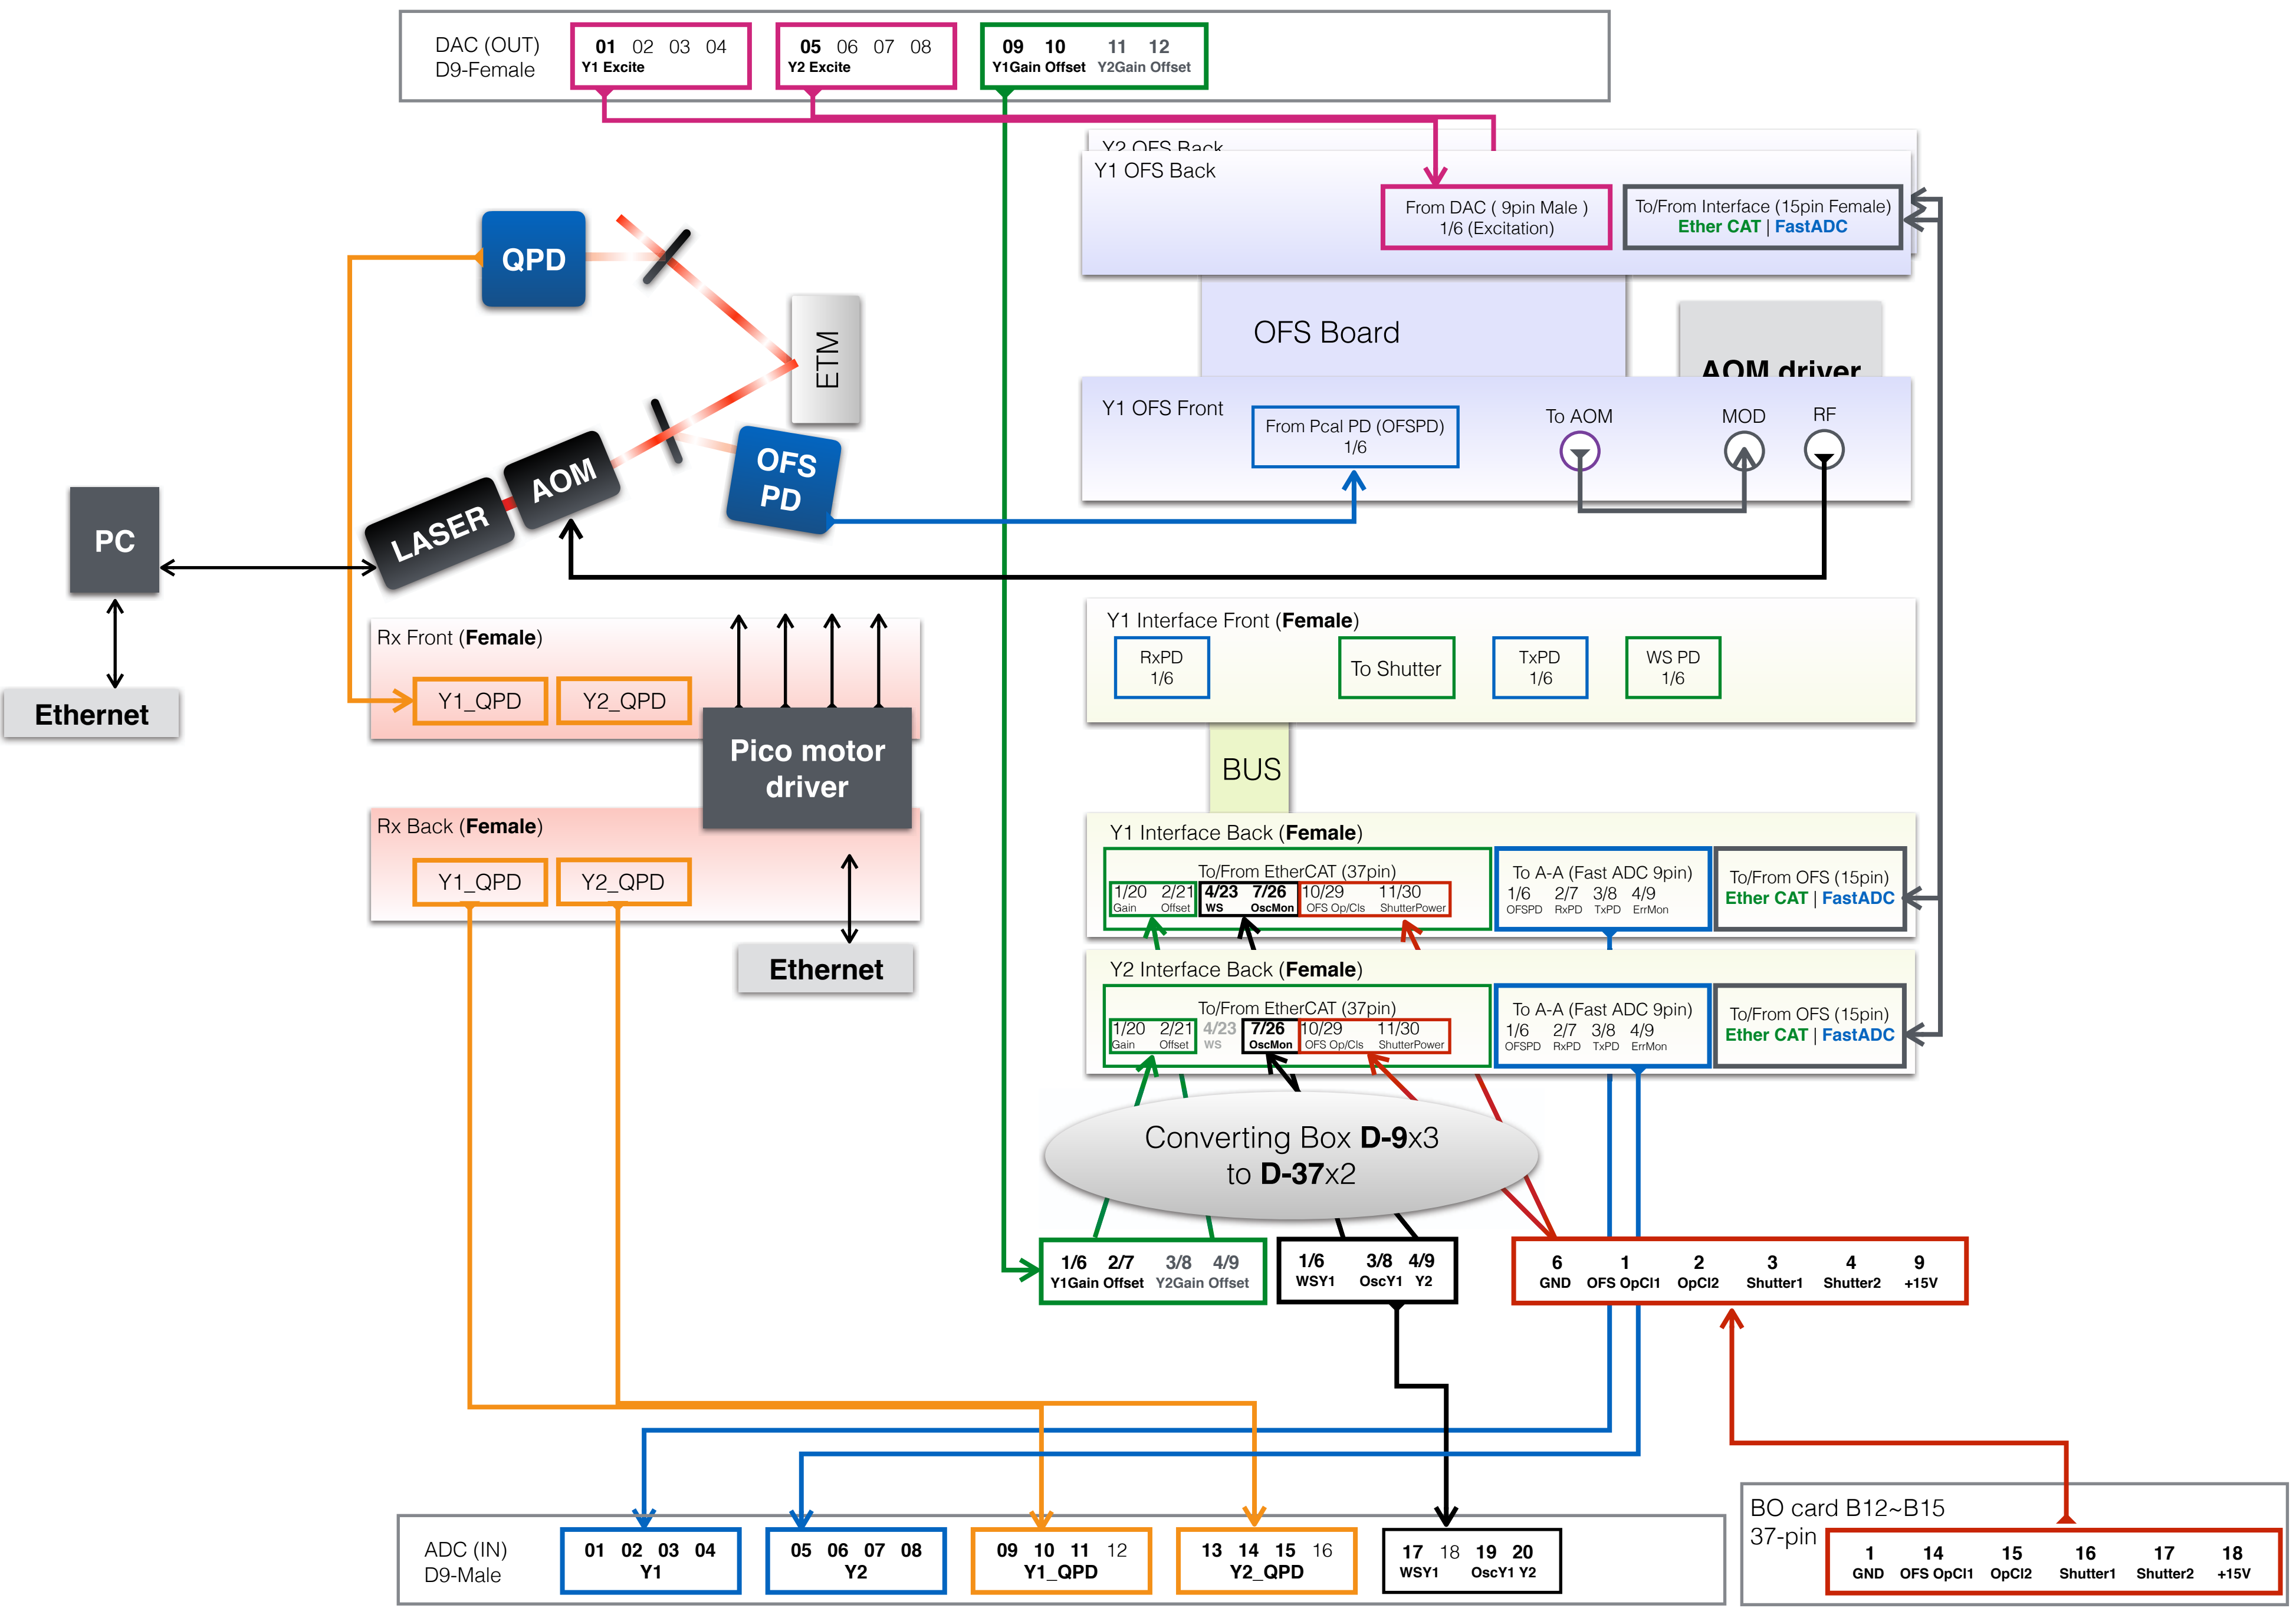 DAC (OUT)
D9-Female
01 02 03 04
Y1 Excite
05 06 07 08
Y2 Excite
09 10 11 12
Y1Gain Offset Y2Gain Offset
Y2 OFS Back
Y1 OFS Back
From DAC ( 9pin Male )
1/6 (Excitation)
To/From Interface (15pin Female)
Ether CAT | FastADC
QPD
ETM
OFS Board
AOM driver
Y1 OFS Front
From Pcal PD (OFSPD)
1/6
To AOM
MOD
RF
OFS
PD
AOM
LASER
PC
Ethernet
Rx Front (Female)
Y1_QPD
Y2_QPD
Pico motor
driver
Rx Back (Female)
Y1_QPD
Y2_QPD
Ethernet
Y1 Interface Front (Female)
RxPD
1/6
To Shutter
TxPD
1/6
WS PD
1/6
BUS
Y1 Interface Back (Female)
To/From EtherCAT (37pin)
1/20 2/21 4/23 7/26 10/29 11/30
Gain Offset WS OscMon OFS Op/Cls ShutterPower
To A-A (Fast ADC 9pin)
1/6 2/7 3/8 4/9
OFSPD RxPD TxPD ErrMon
To/From OFS (15pin)
Ether CAT | FastADC
Y2 Interface Back (Female)
To/From EtherCAT (37pin)
1/20 2/21 4/23 7/26 10/29 11/30
Gain Offset WS OscMon OFS Op/Cls ShutterPower
To A-A (Fast ADC 9pin)
1/6 2/7 3/8 4/9
OFSPD RxPD TxPD ErrMon
To/From OFS (15pin)
Ether CAT | FastADC
Converting Box D-9x3
to D-37x2
1/6 2/7 3/8 4/9
Y1Gain Offset Y2Gain Offset
1/6 3/8 4/9
WSY1 OscY1 Y2
6 1 2 3 4 9
GND OFS OpCl1 OpCl2 Shutter1 Shutter2 +15V
ADC (IN)
D9-Male
01 02 03 04
Y1
05 06 07 08
Y2
09 10 11 12
Y1_QPD
13 14 15 16
Y2_QPD
17 18 19 20
WSY1 OscY1 Y2
BO card B12~B15
37-pin
1 14 15 16 17 18
GND OFS OpCl1 OpCl2 Shutter1 Shutter2 +15V